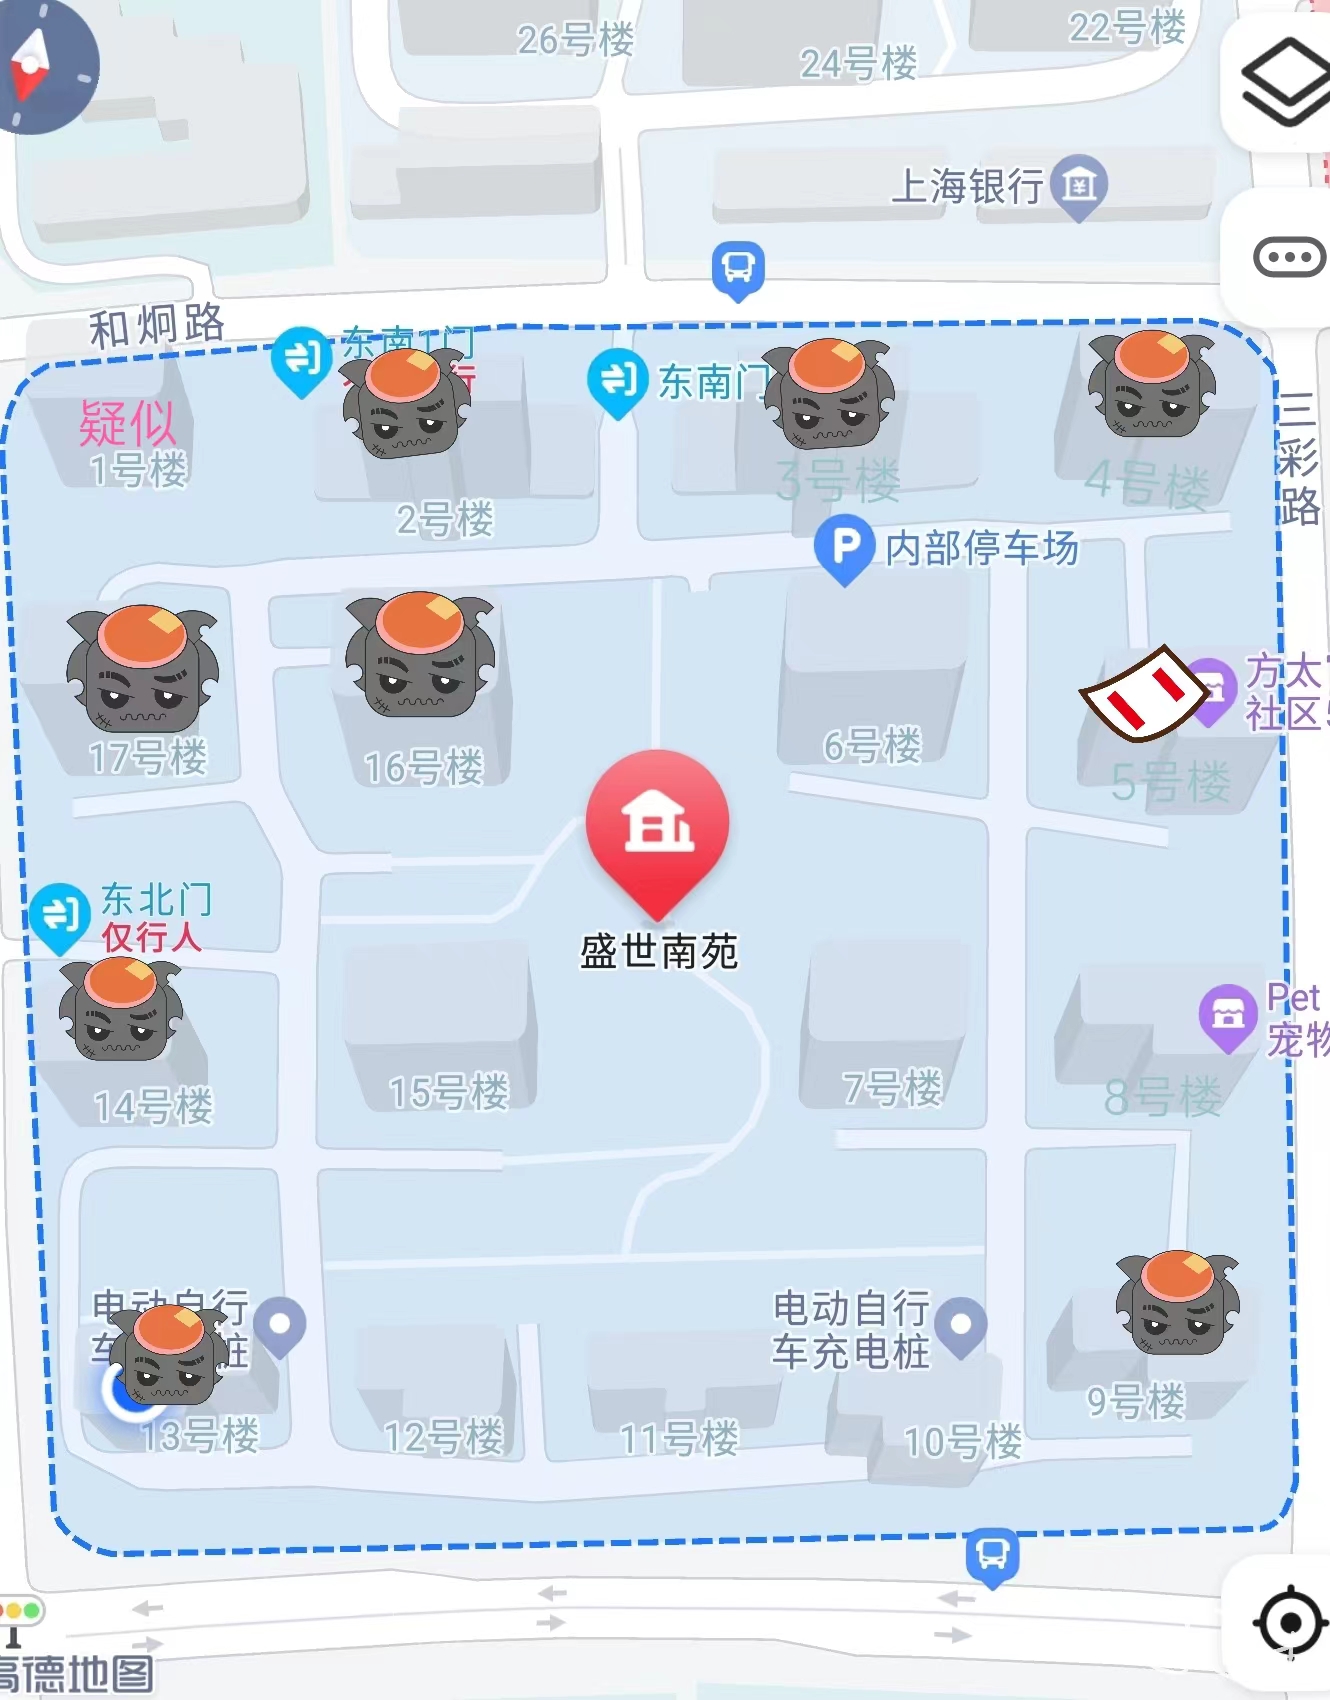 26号楼
24号楼
22号楼
上海银行
和炯路
东南1门
行
东南门
疑似
1号楼
2号楼
3号楼
4号楼
三彩路
P
内部停车场
17号楼
16号楼
6号楼
5号楼
方太
社区
东北门
仅行人
盛世南苑
14号楼
15号楼
7号楼
8号楼
Pet
宠物
电动自行
车
桩
13号楼
12号楼
11号楼
电动自行
车充电桩
10号楼
9号楼
高德地图